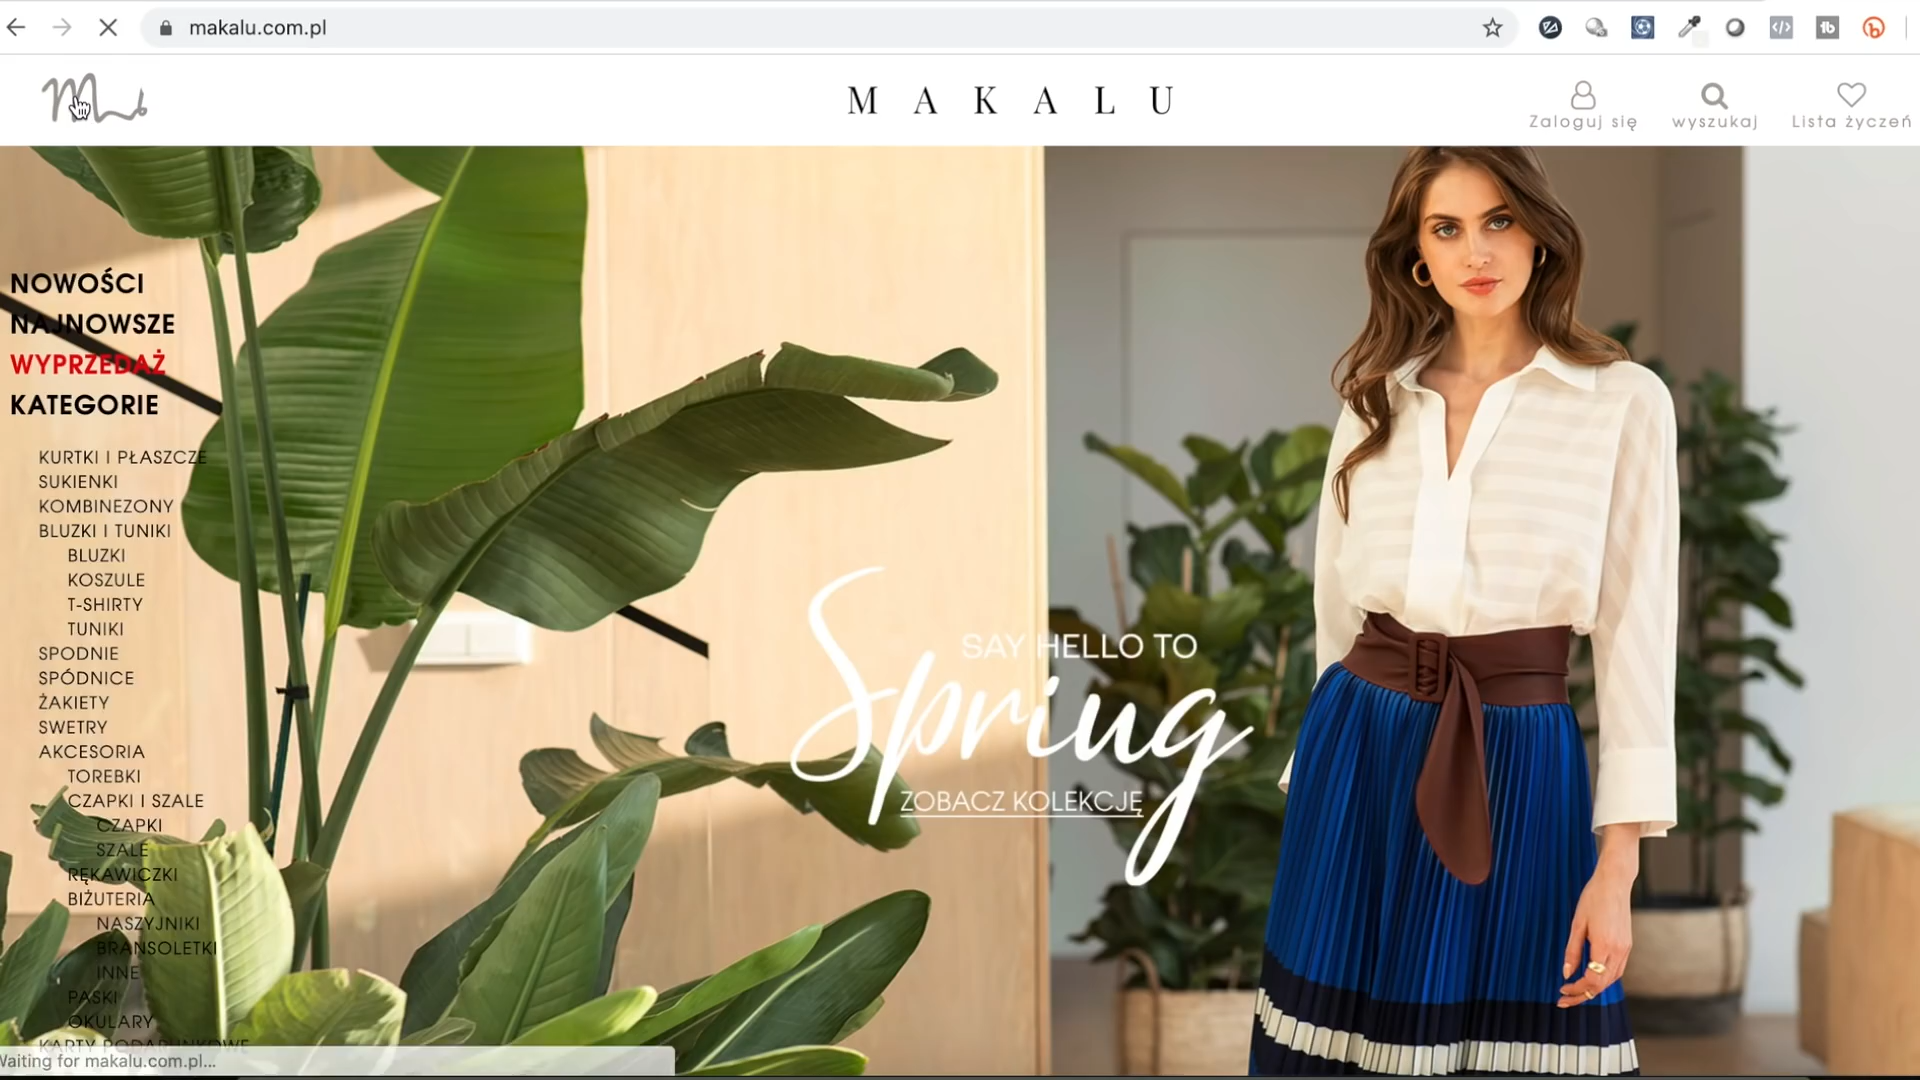 makalu.com.pl
MAKALU
Zaloguj się
wyszukaj
Lista życzeń
NOWOŚCI
NAJNOWSZE
WYPRZEDAŻ
KATEGORIE
KURTKI I PŁASZCZE
SUKIENKI
KOMBINEZONY
BLUZKI I TUNIKI
BLUZKI
KOSZULE
T-SHIRTY
TUNIKI
SPODNIE
SPÓDNICE
ŻAKIETY
SWETRY
AKCESORIA
TOREBKI
CZAPKI I SZALE
CZAPKI
SZALE
RĘKAWICZKI
BIŻUTERIA
NASZYJNIKI
BRANSOLETKI
INNE
PASKI
OKULARY
KARTY PODARUNKOWE
SAY HELLO TO
Spring
ZOBACZ KOLEKCJĘ
Waiting for makalu.com.pl...